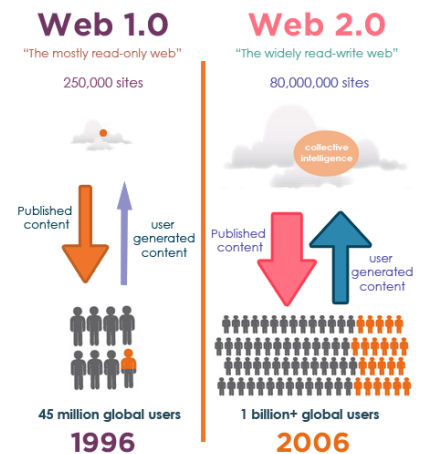 Web 1.0
“The mostly read-only web”
250,000 sites
Published
content
user
generated
content
45 million global users
1996
Web 2.0
“The widely read-write web”
80,000,000 sites
collective
intelligence
Published
content
user
generated
content
1 billion+ global users
2006